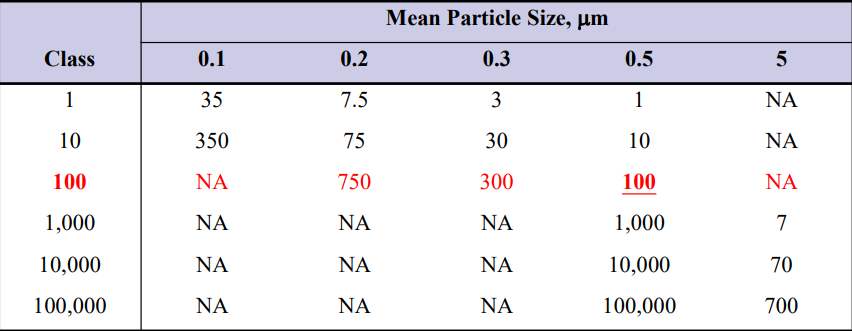 Mean Particle Size, μm
Class 0.1 0.2 0.3 0.5 5
1 35 7.5 3 1 NA
10 350 75 30 10 NA
100 NA 750 300 100 NA
1,000 NA NA NA 1,000 7
10,000 NA NA NA 10,000 70
100,000 NA NA NA 100,000 700